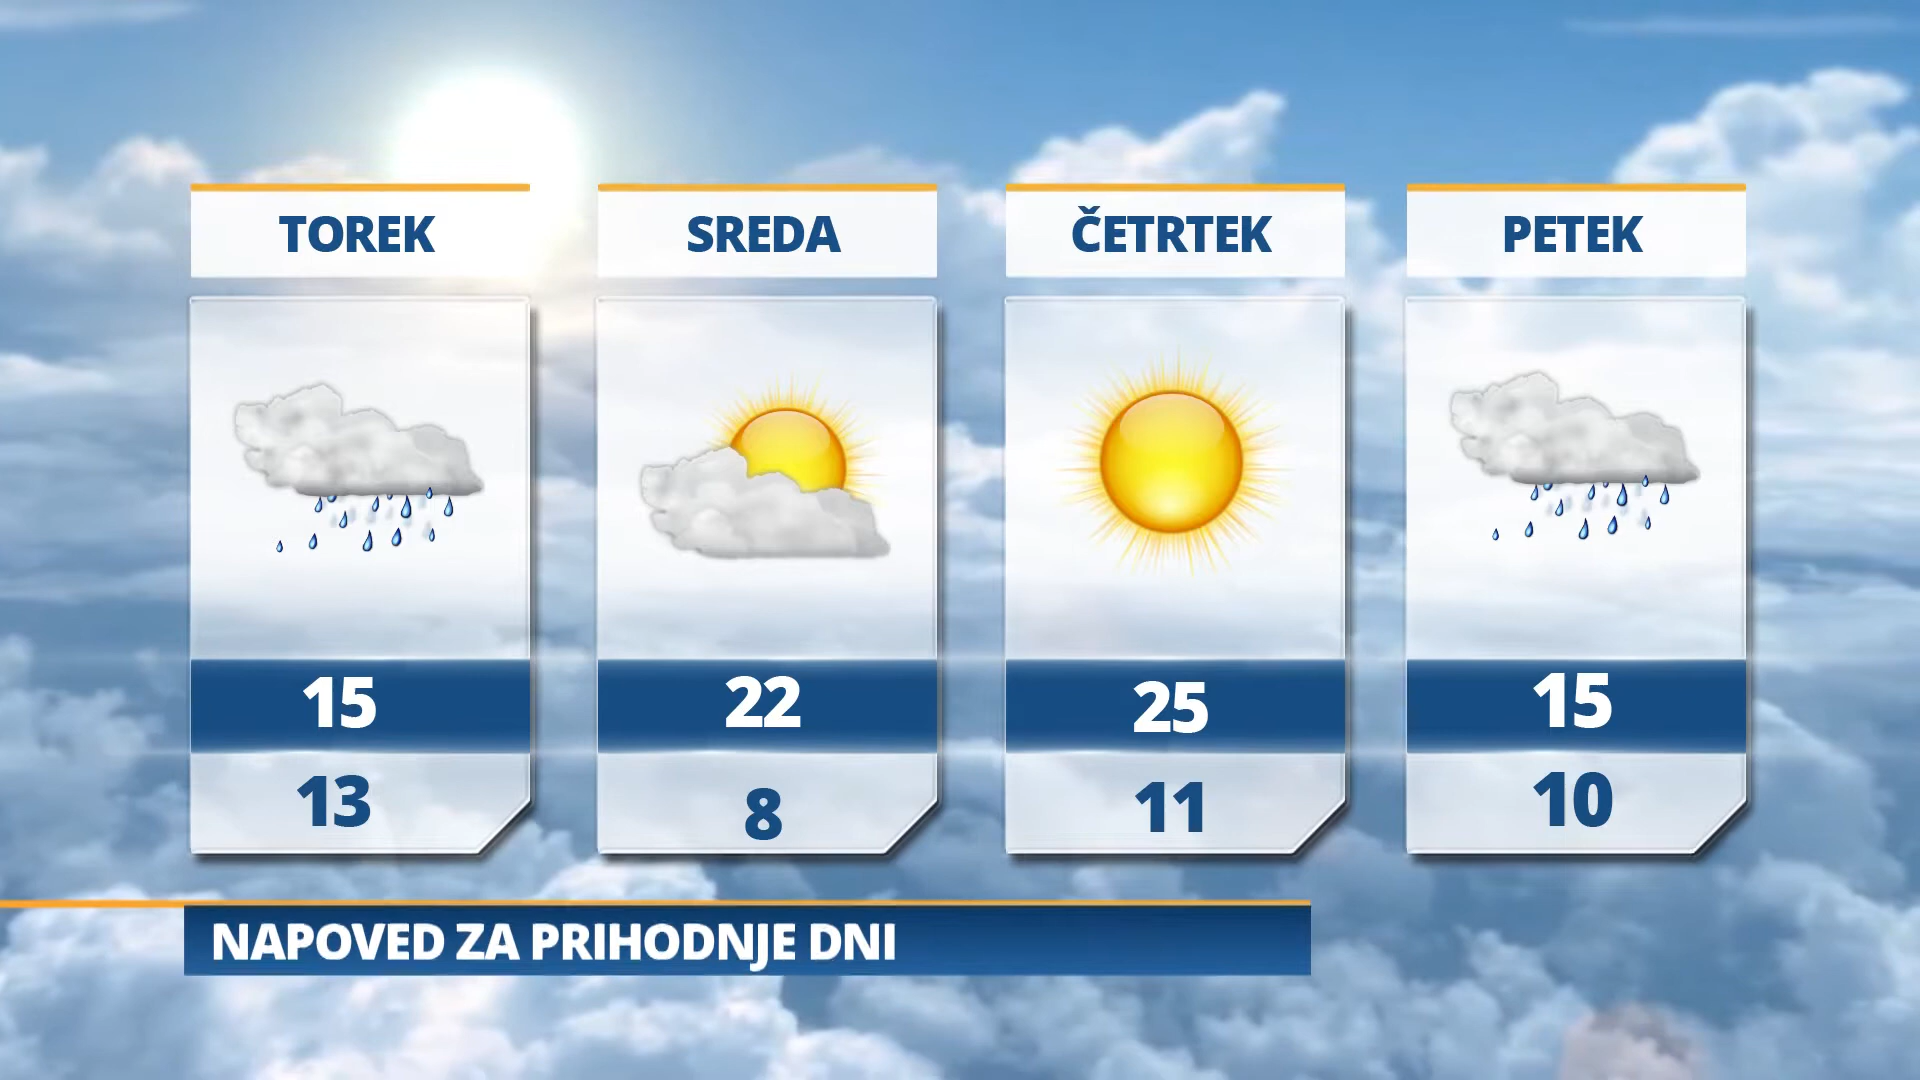 TOREK
SREDA
ČETRTEK
PETEK
15
22
25
15
13
8
11
10
NAPOVED ZA PRIHODNJE DNI